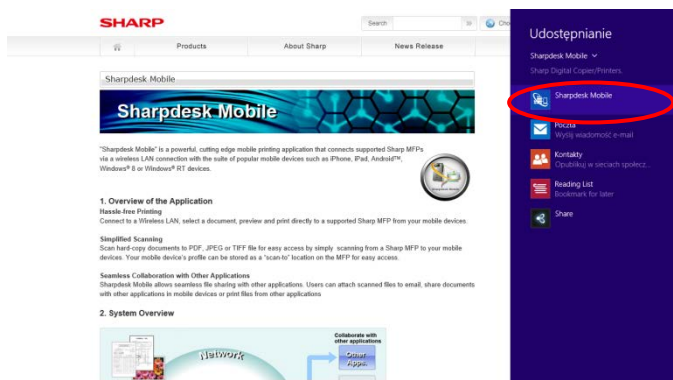 SHARP
Search
Products
About Sharp
News Release
Sharpdesk Mobile
Sharpdesk Mobile
"Sharpdesk Mobile" is a powerful, cutting edge mobile printing application that connects supported Sharp MFPs
via a wireless LAN connection with the suite of popular mobile devices such as iPhone, iPad, Android™,
Windows® 8 or Windows® RT devices.
1. Overview of the Application
Hassle-free Printing
Connect to a Wireless LAN, select a document, preview and print directly to a supported Sharp MFP from your mobile devices.
Simplified Scanning
Scan hard-copy documents to PDF, JPEG or TIFF file for easy access by simply scanning from a Sharp MFP to your mobile
devices. Your mobile device's profile can be stored as a "scan-to" location on the MFP for easy access.
Seamless Collaboration with Other Applications
Sharpdesk Mobile allows seamless file sharing with other applications. Users can attach scanned files to email, share documents
with other applications in mobile devices or print files from other applications
2. System Overview
Network
Collaborate with
other applications
Other
Apps.
Udostępnianie
Sharpdesk Mobile
Sharp Digital Copier/Printers.
Sharpdesk Mobile
Poczta
Wyślij wiadomość e-mail
Kontakty
Opublikuj w sieciach społecz...
Reading List
Bookmark for later
Share